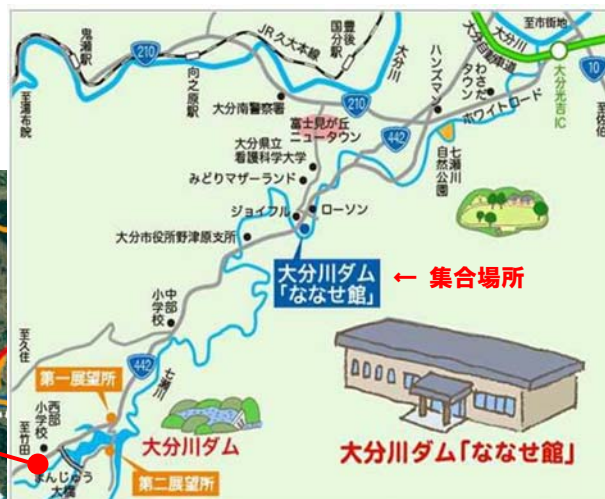 至市街地
大分川
大分自動車道
10
至佐伯
大分光吉IC
わさだ
タウン
ホワイトロード
ハンズマン
七瀬川
自然公園
大分川
豊後
国分駅
JR久大本線
210
向之原駅
鬼瀬駅
至湯布院
大分南警察署
210
442
富士見が丘
ニュータウン
大分県立
看護科学大学
みどりマザーランド
ジョイフル
ローソン
大分市役所野津原支所
大分川ダム
「ななせ館」
← 集合場所
中部
小学校
至久住
442
七瀬川
第一展望所
西部
小学校
至竹田
まんじゅう
大橋
第二展望所
大分川ダム
大分川ダム「ななせ館」